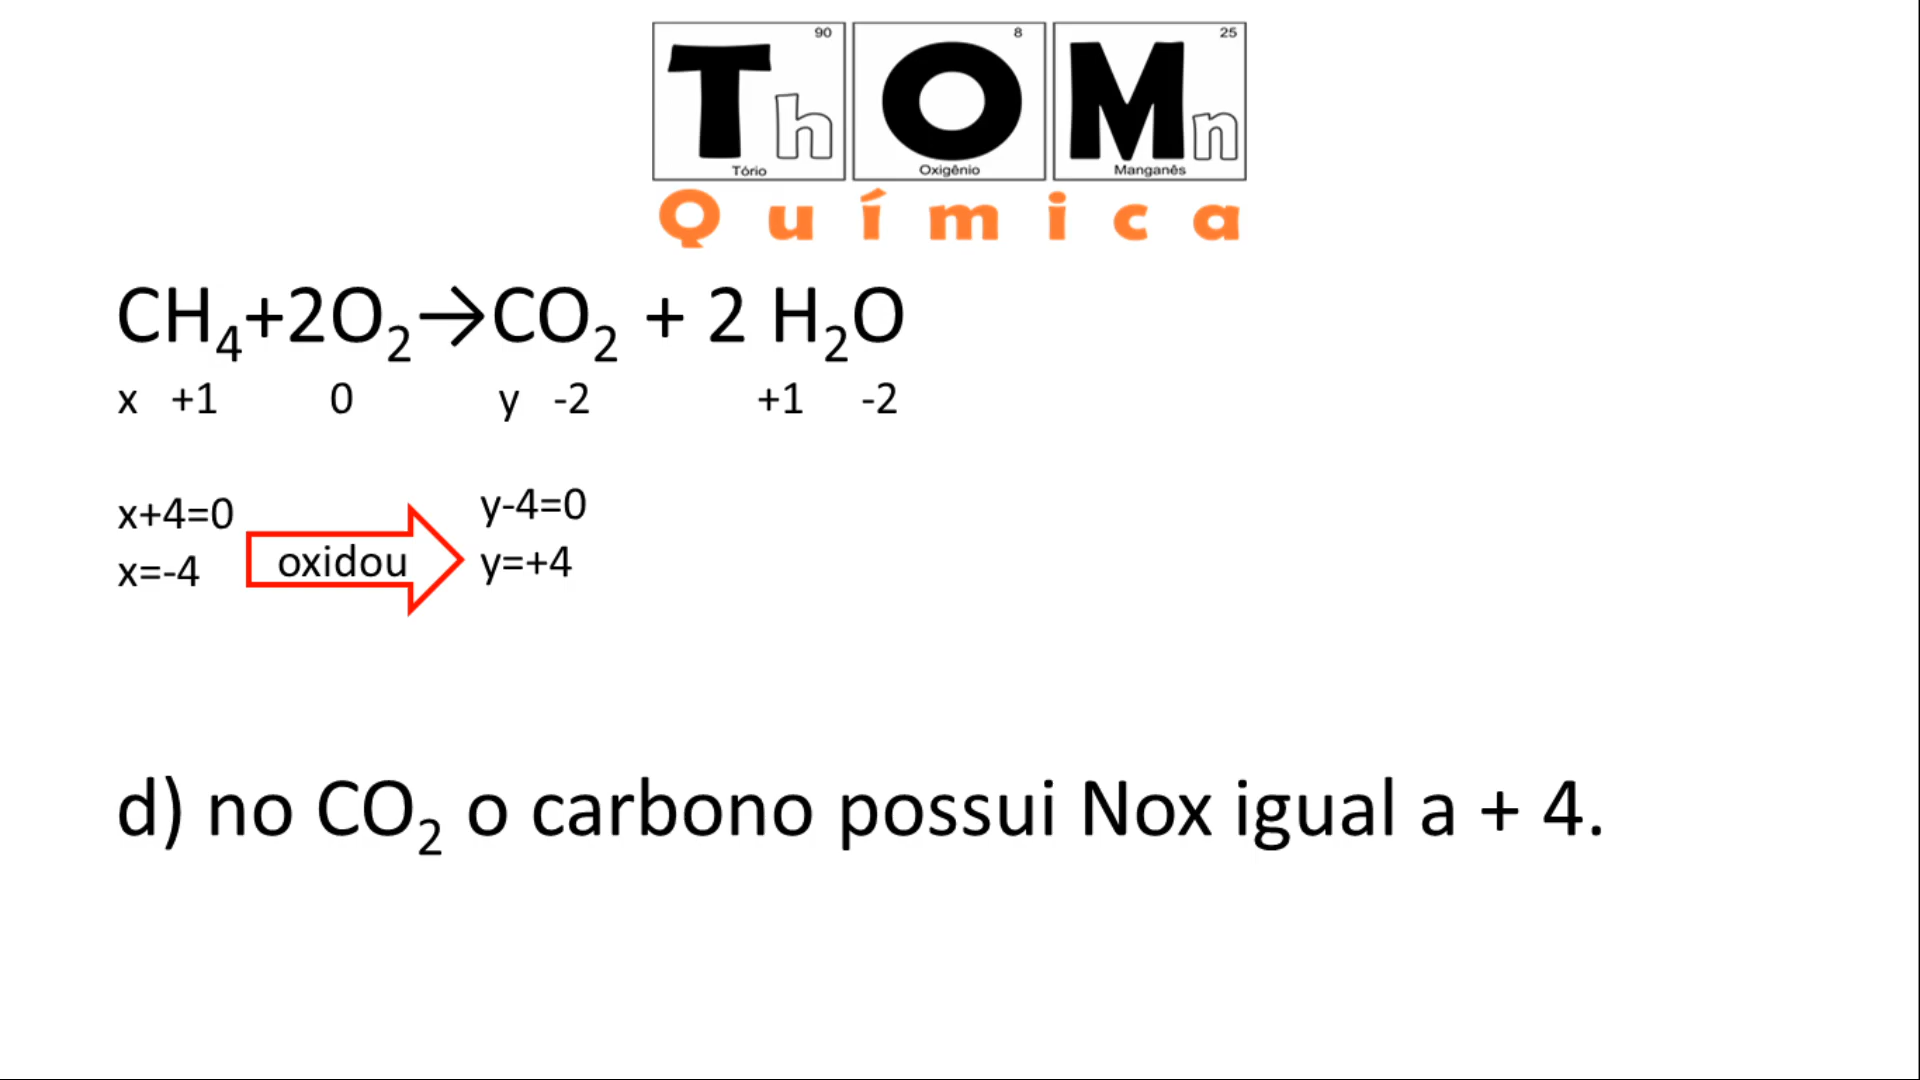 90 8 25
Th O Mn
Tório Oxigênio Manganês
Química
CH₄+2O₂→CO₂ + 2 H₂O
x +1 0 y -2 +1 -2
x+4=0 y-4=0
x=-4 oxidou y=+4
d) no CO₂ o carbono possui Nox igual a + 4.